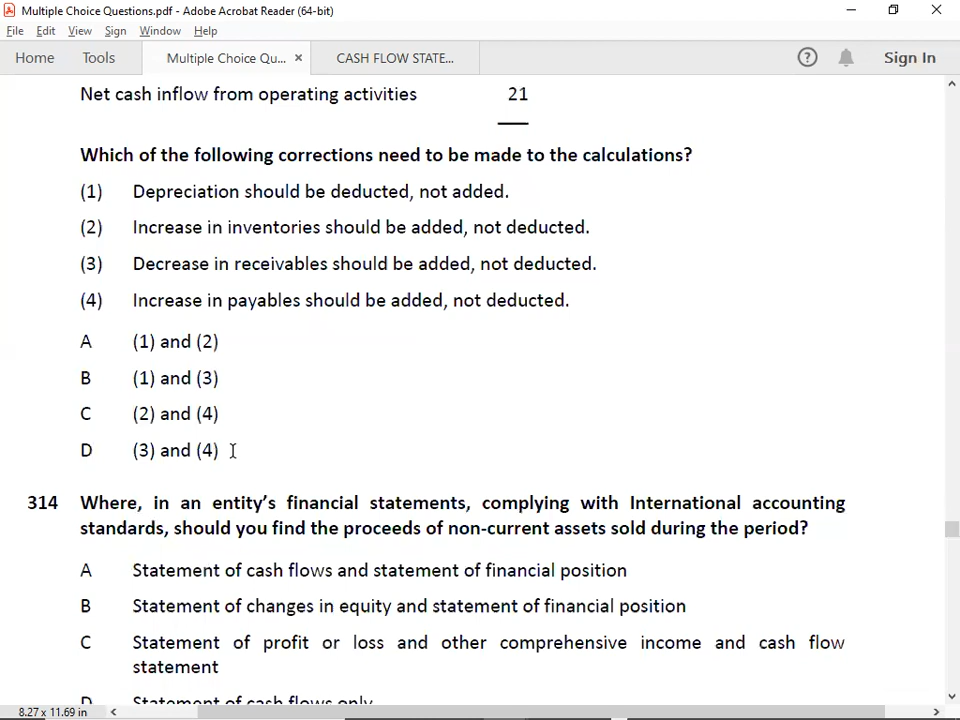 Multiple Choice Questions.pdf - Adobe Acrobat Reader (64-bit)
File Edit View Window Sign Help
Home Tools Multiple Choice Qu... × CASH FLOW STATE... Sign In
Net cash inflow from operating activities 21
Which of the following corrections need to be made to the calculations?
(1) Depreciation should be deducted, not added.
(2) Increase in inventories should be added, not deducted.
(3) Decrease in receivables should be added, not deducted.
(4) Increase in payables should be added, not deducted.
A (1) and (2)
B (1) and (3)
C (2) and (4)
D (3) and (4)
314 Where, in an entity's financial statements, complying with International accounting
standards, should you find the proceeds of non-current assets sold during the period?
A Statement of cash flows and statement of financial position
B Statement of changes in equity and statement of financial position
C Statement of profit or loss and other comprehensive income and cash flow
statement
D Statement of cash flows only
8.27 x 11.69 in